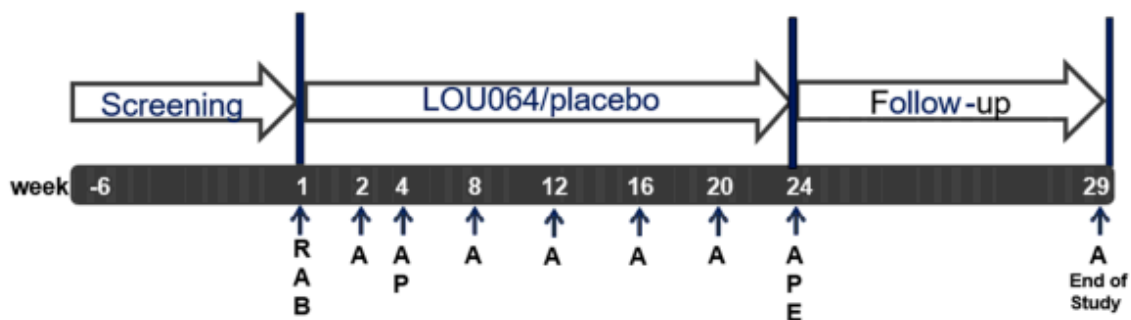 Screening LOU064/placebo Follow-up
week -6 1 2 4 8 12 16 20 24 29
R A A A A A A A A
A P P End of
B E Study